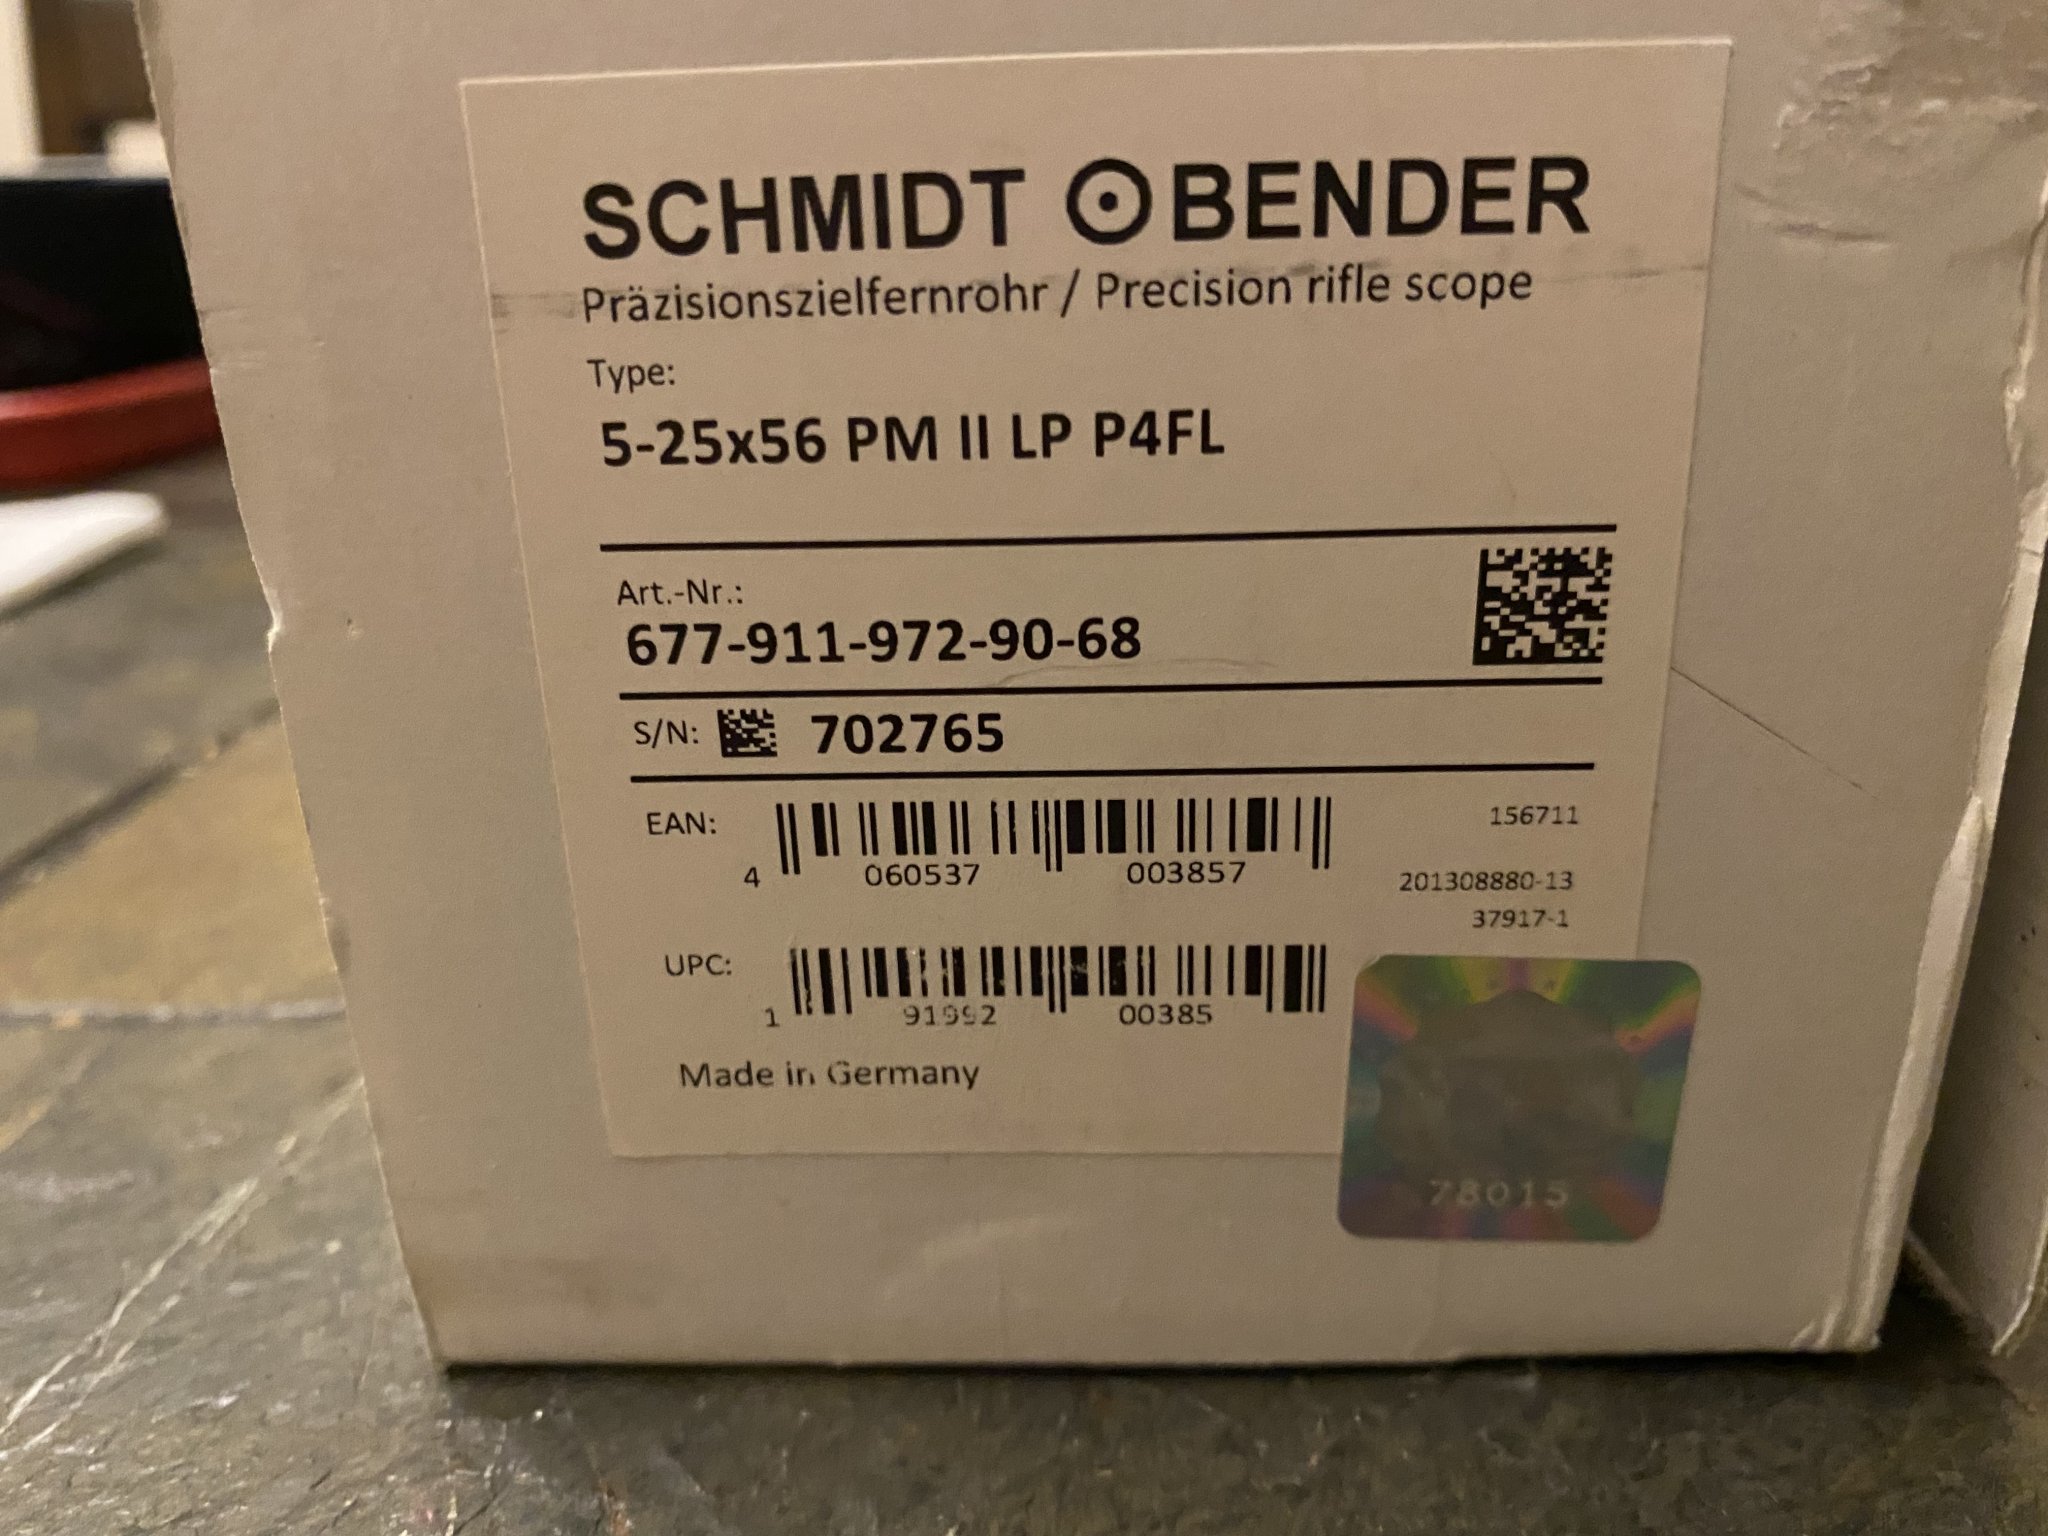 SCHMIDT BENDER
Präzisionszielfernrohr / Precision rifle scope
Type:
5-25x56 PM II LP P4FL
Art.-Nr.:
677-911-972-90-68
S/N: 702765
EAN:
156711
4 060537 003857
201308880-13
37917-1
UPC:
1 91992 00385
Made in Germany
78015